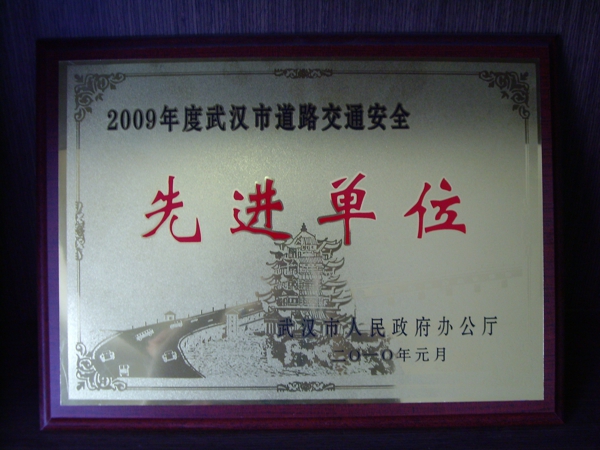 2009年度武汉市道路交通安全
先进单位
武汉市人民政府办公厅
二〇一〇年元月